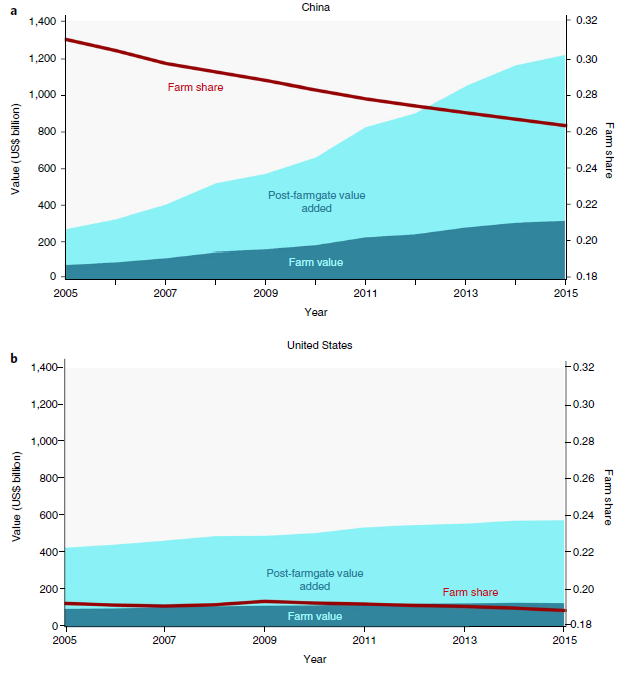 a
China
1,400
0.32
1,200
0.30
Farm share
1,000
0.28
800
0.26
600
0.24
Post-farmgate value
added
400
0.22
200
0.20
Farm value
0
0.18
Value (US$ billion)
Farm share
2005
2007
2009
2011
2013
2015
Year
b
United States
1,400
0.32
1,200
0.30
1,000
0.28
800
0.26
600
0.24
400
0.22
Post-farmgate value
added
200
0.20
Farm share
Farm value
0
0.18
Value (US$ billion)
Farm share
2005
2007
2009
2011
2013
2015
Year